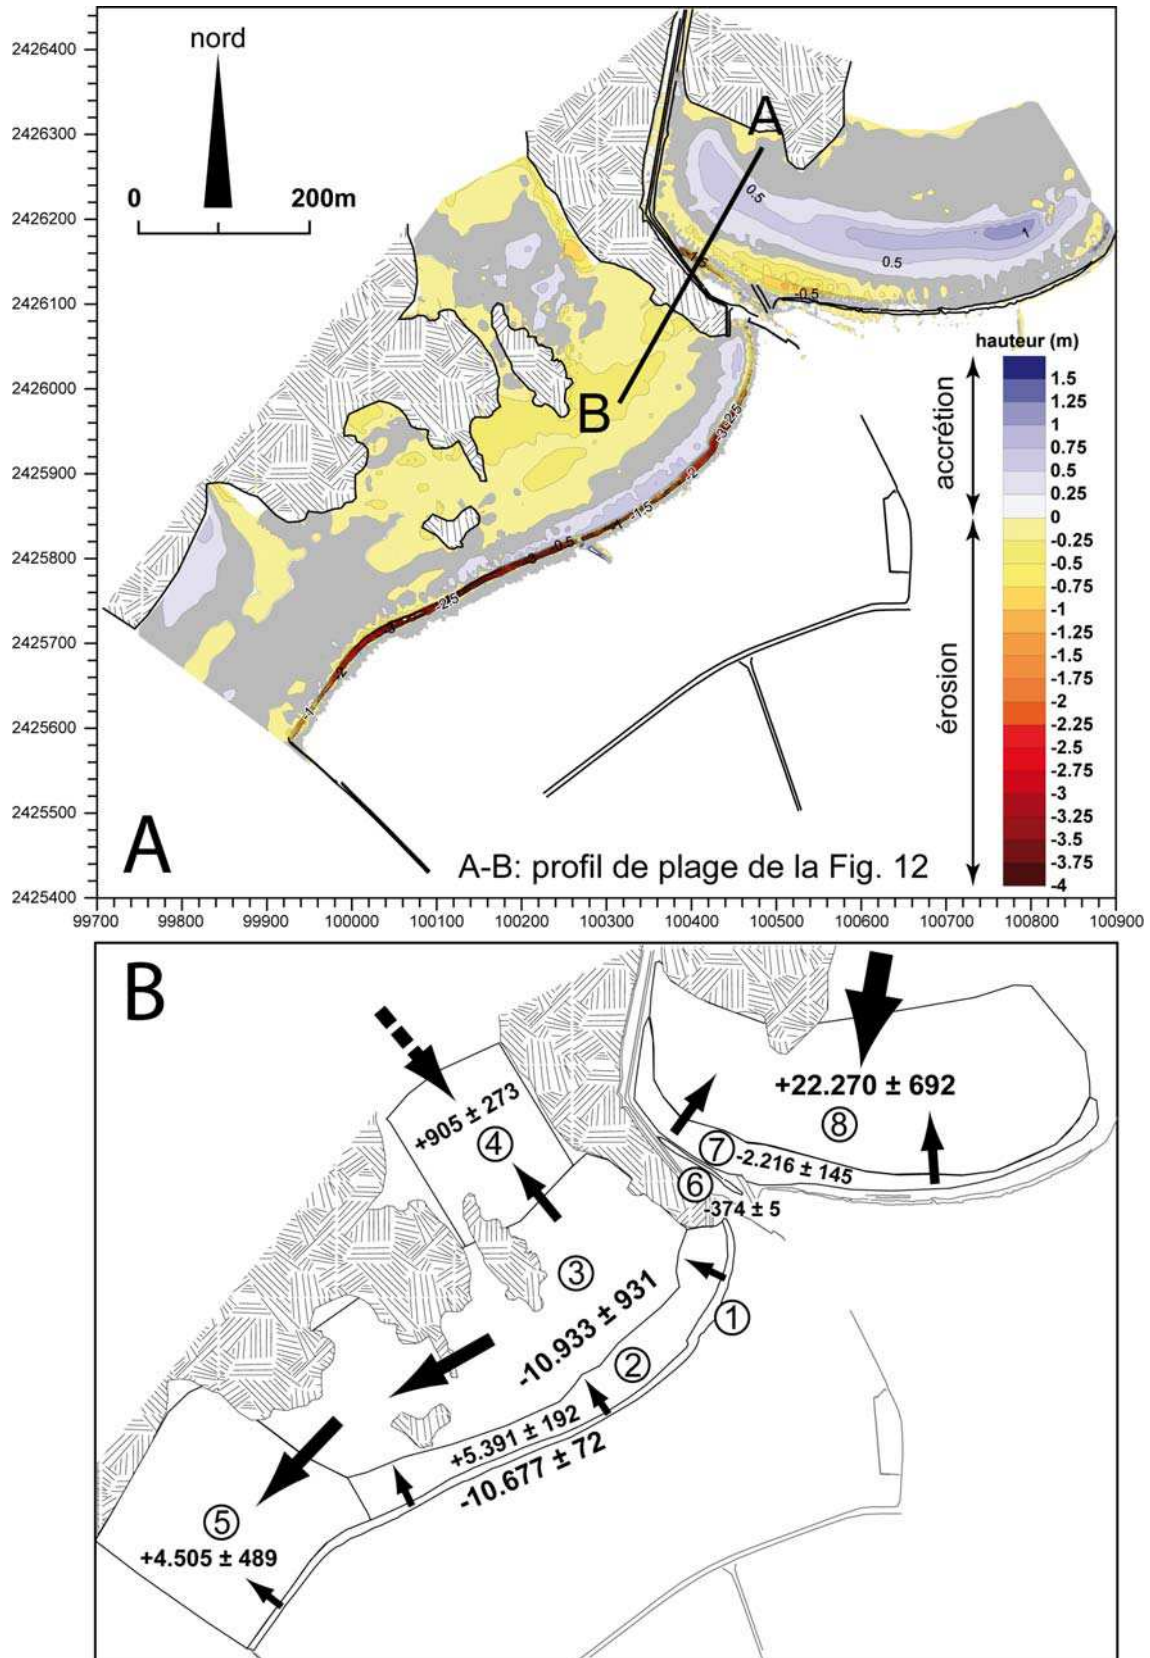 2426400
2426300
2426200
2426100
2426000
2425900
2425800
2425700
2425600
2425500
2425400
nord
0 200m
A
B
0.5
1
0.5
-0.5
-2.5
-3
-2
-1.5
-1
0.5
-2.5
-2
-1
hauteur (m)
accrétion
érosion
1.5
1.25
1
0.75
0.5
0.25
0
-0.25
-0.5
-0.75
-1
-1.25
-1.5
-1.75
-2
-2.25
-2.5
-2.75
-3
-3.25
-3.5
-3.75
-4
A
A-B: profil de plage de la Fig. 12
99700 99800 99900 100000 100100 100200 100300 100400 100500 100600 100700 100800 100900
B
+905 ± 273
④
+22.270 ± 692
⑧
⑦ -2.216 ± 145
⑥
-374 ± 5
③
-10.933 ± 931
①
②
+5.391 ± 192
-10.677 ± 72
⑤
+4.505 ± 489